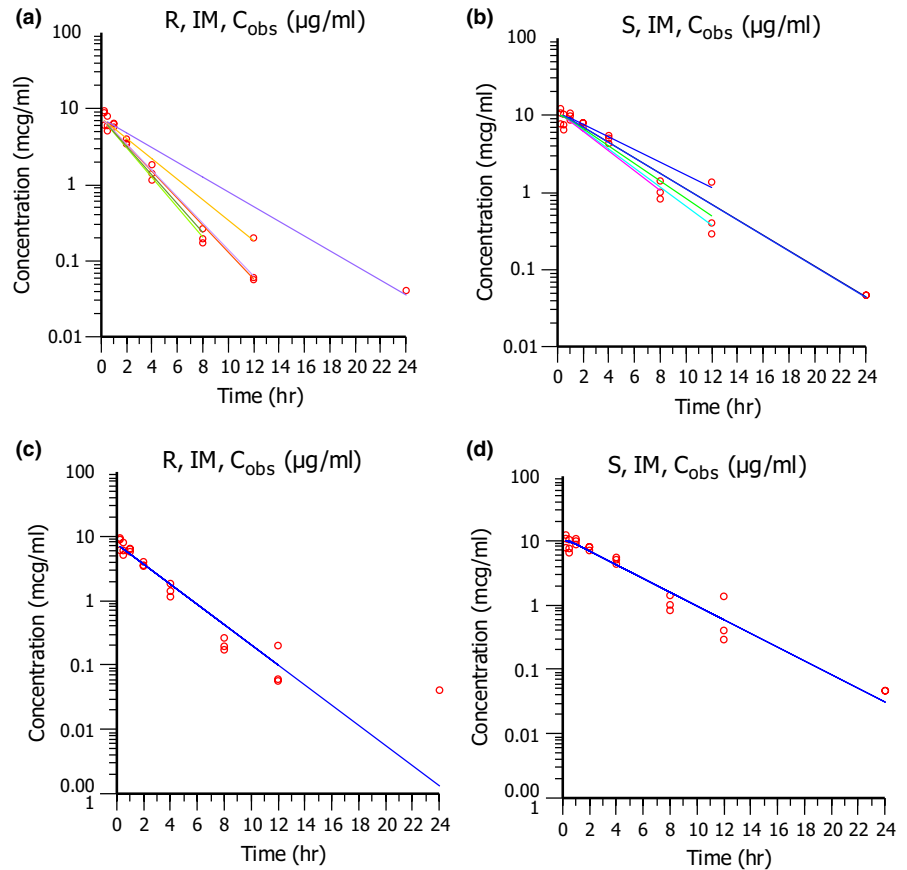 (a)
R, IM, Cobs (µg/ml)
Concentration (mcg/ml)
100
10
1
0.1
0.01
0 2 4 6 8 10 12 14 16 18 20 22 24
Time (hr)
(b)
S, IM, Cobs (µg/ml)
Concentration (mcg/ml)
100
10
1
0.1
0.01
0 2 4 6 8 10 12 14 16 18 20 22 24
Time (hr)
(c)
R, IM, Cobs (µg/ml)
Concentration (mcg/ml)
100
10
1
0.1
0.01
0.00
1
0 2 4 6 8 10 12 14 16 18 20 22 24
Time (hr)
(d)
S, IM, Cobs (µg/ml)
Concentration (mcg/ml)
100
10
1
0.1
0.01
0.00
1
0 2 4 6 8 10 12 14 16 18 20 22 24
Time (hr)